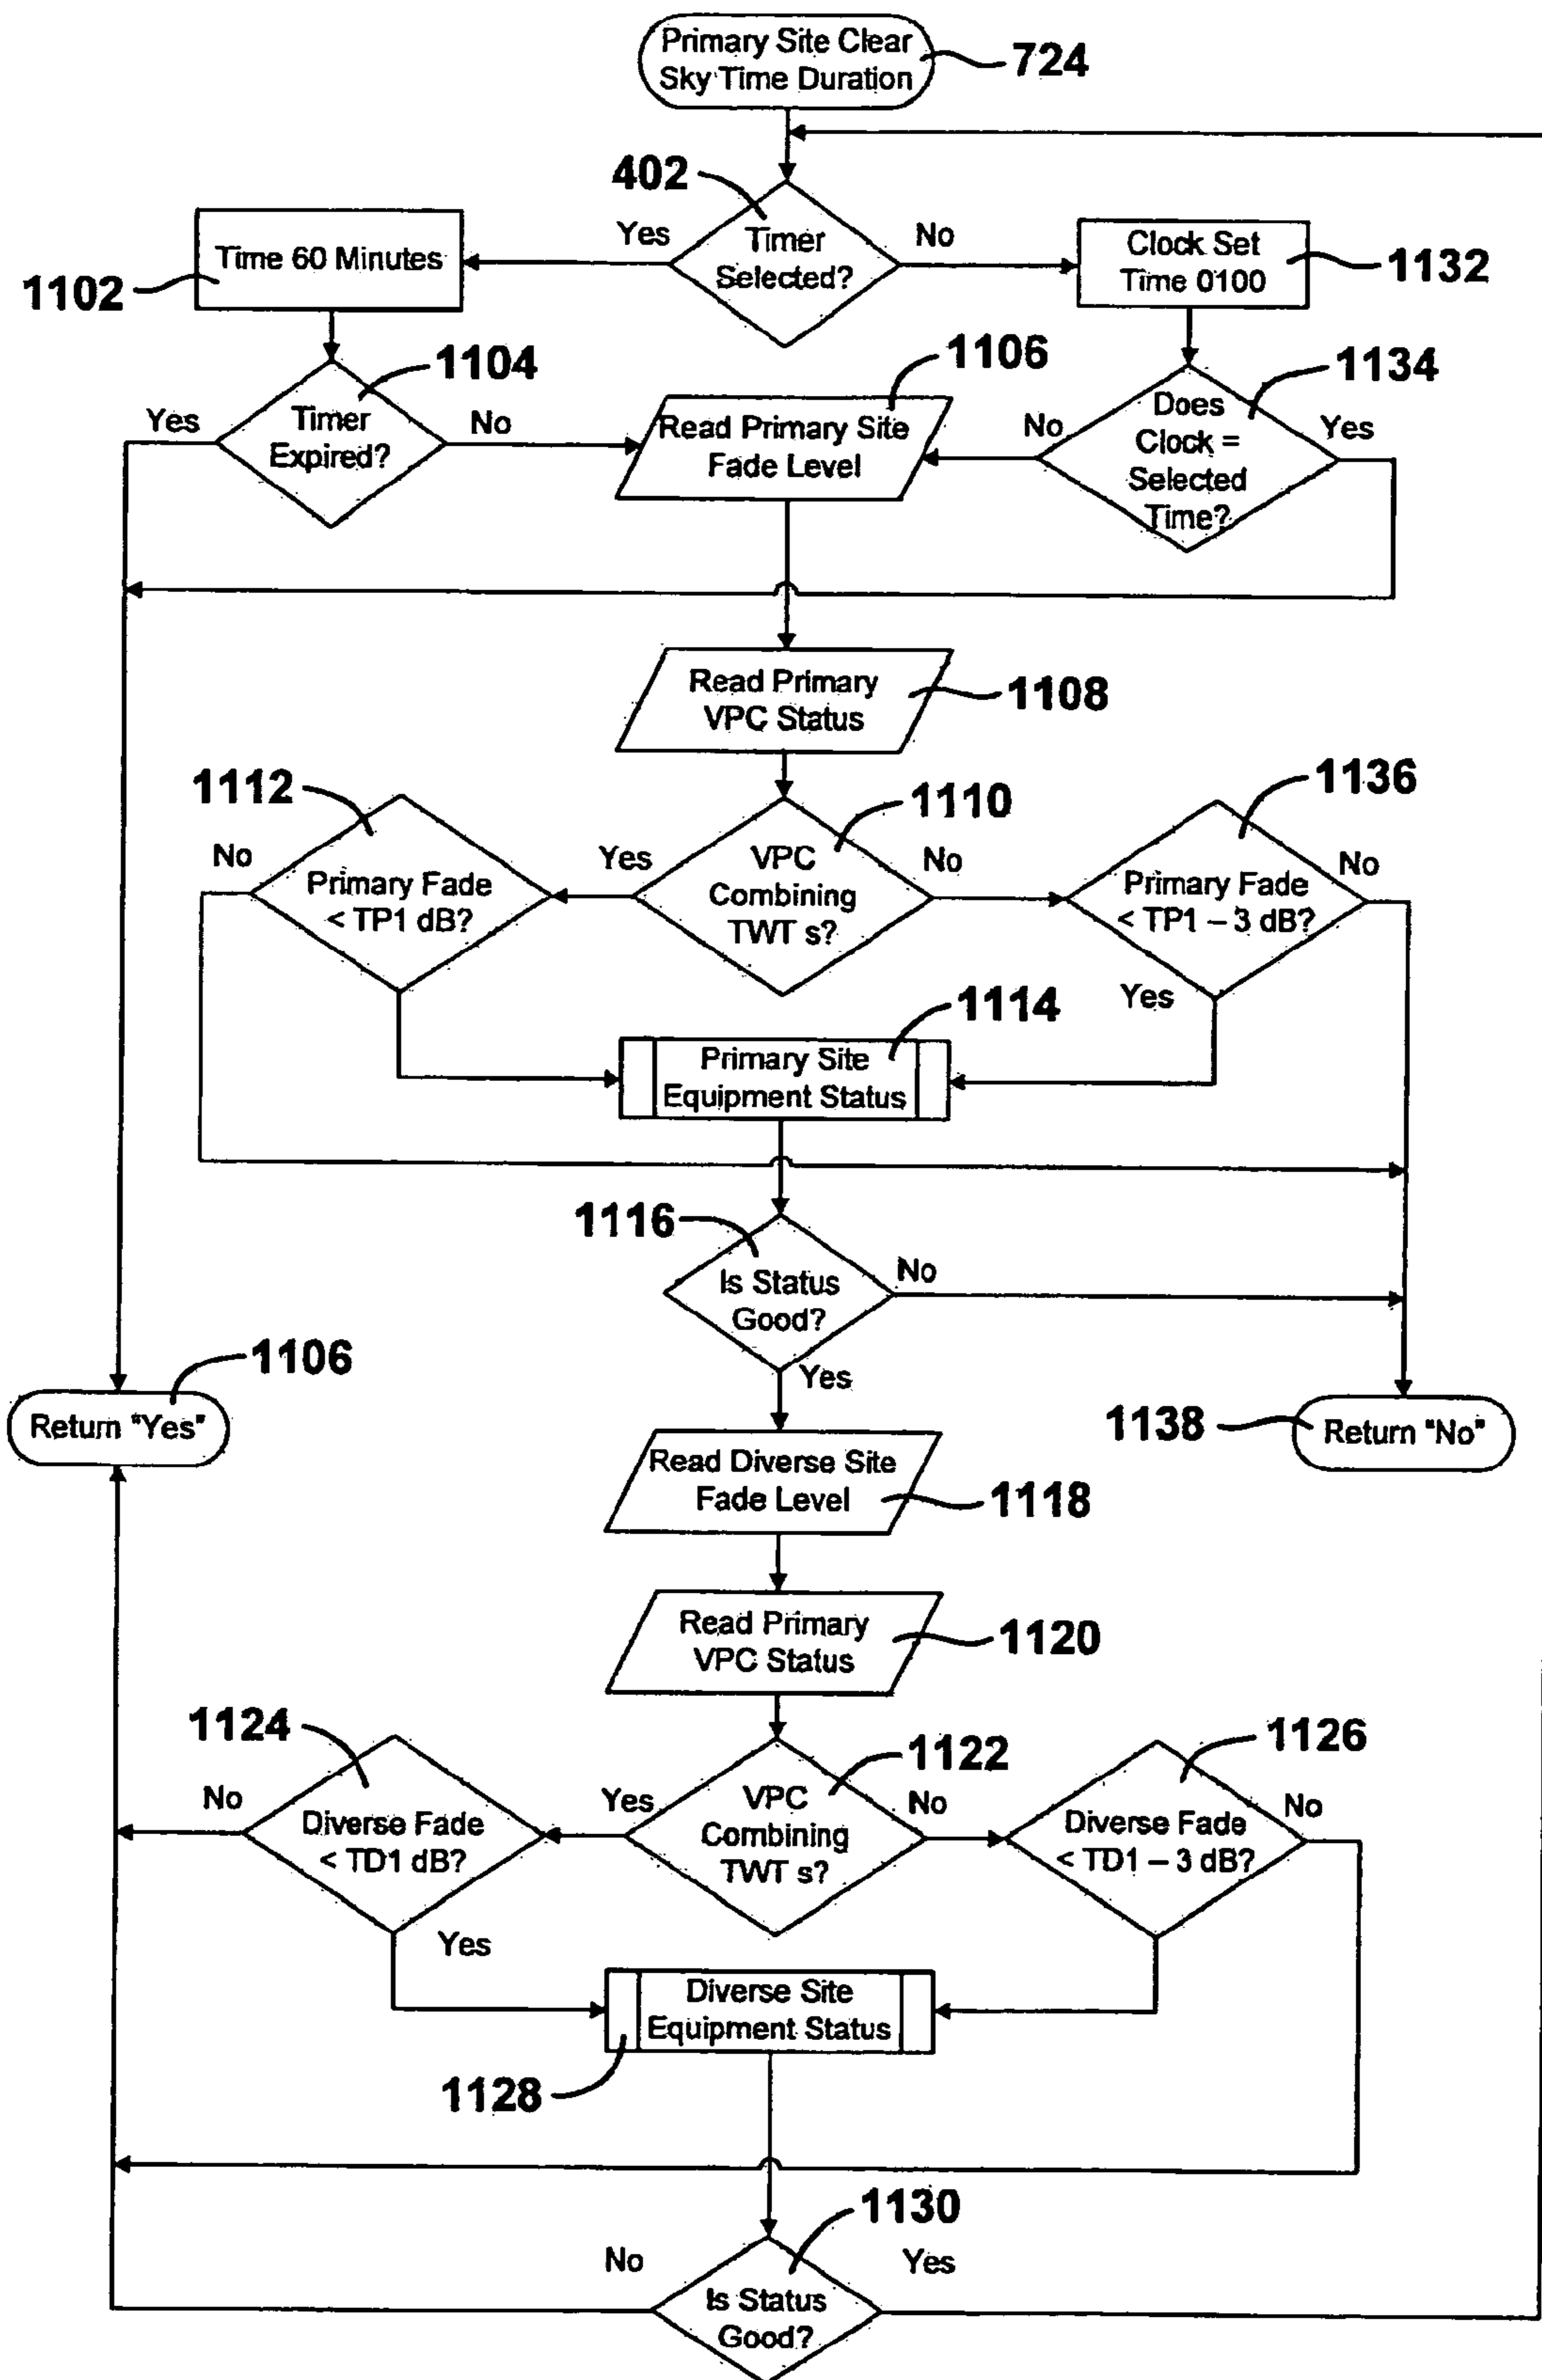 Primary Site Clear
Sky Time Duration
724
402
Timer
Selected?
Yes
No
Time 60 Minutes
1102
Clock Set
Time 0100
1132
1104
Timer
Expired?
Yes
No
1106
Read Primary Site
Fade Level
1134
Does
Clock =
Selected
Time?
No
Yes
Read Primary
VPC Status
1108
1112
Primary Fade
< TP1 dB?
No
1110
VPC
Combining
TWT s?
Yes
No
1136
Primary Fade
< TP1 – 3 dB?
No
Yes
1114
Primary Site
Equipment Status
1116
Is Status
Good?
No
Yes
1106
Return "Yes"
1138
Return "No"
Read Diverse Site
Fade Level
1118
Read Primary
VPC Status
1120
1124
Diverse Fade
< TD1 dB?
No
Yes
1122
VPC
Combining
TWT s?
Yes
No
1126
Diverse Fade
< TD1 – 3 dB?
No
Diverse Site
Equipment Status
1128
1130
Is Status
Good?
No
Yes